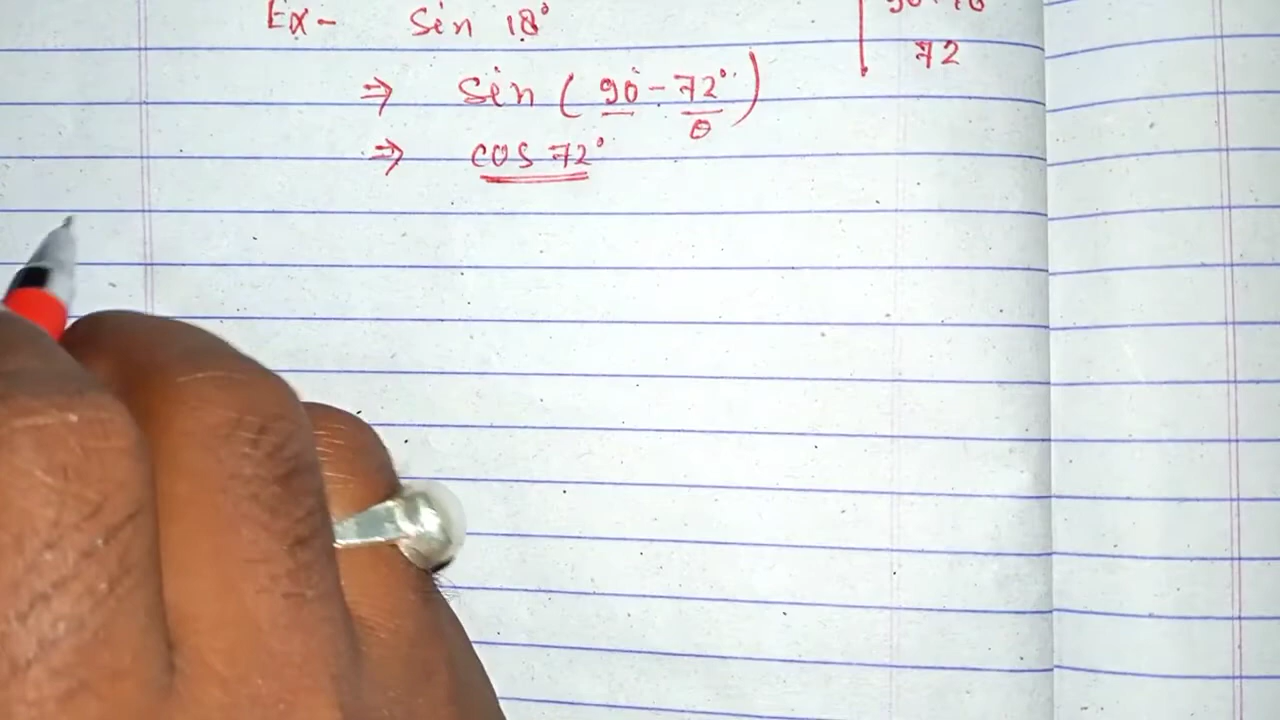 Ex- Sin 18°
⇒ Sin ( 90° - 72° )
θ
⇒ cos 72°
72